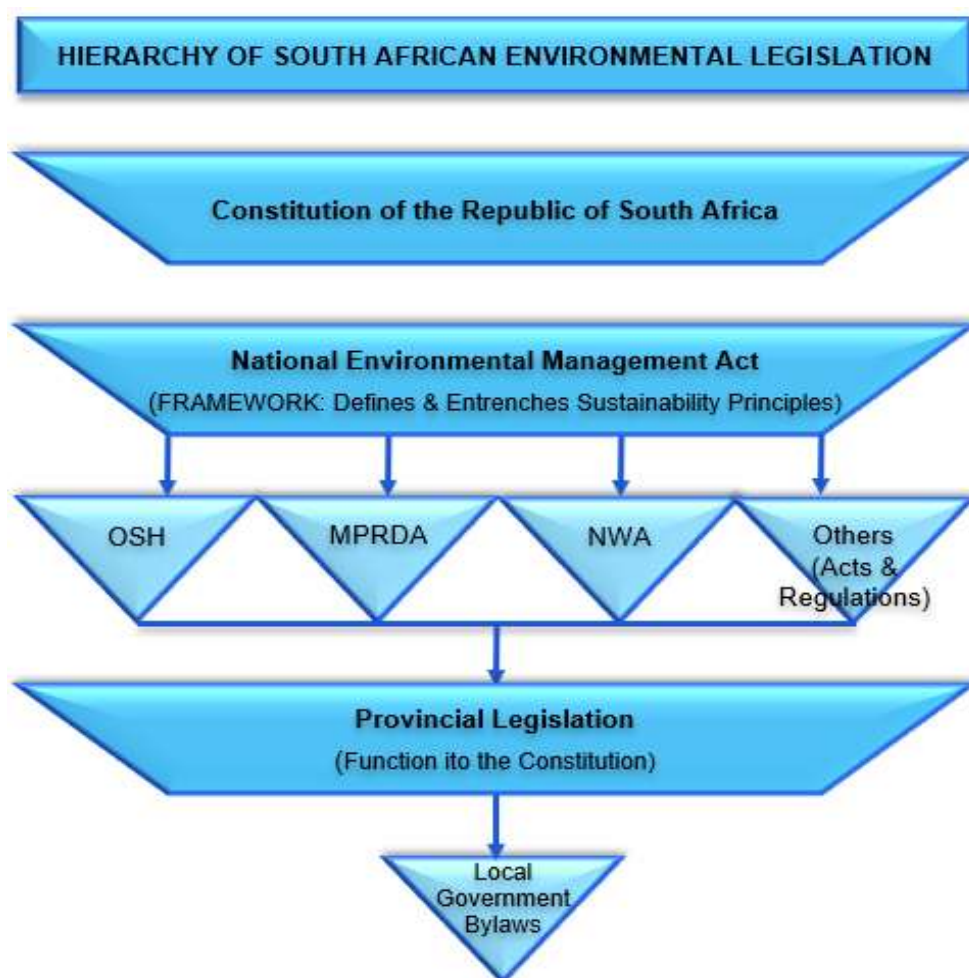 HIERARCHY OF SOUTH AFRICAN ENVIRONMENTAL LEGISLATION
Constitution of the Republic of South Africa
National Environmental Management Act
(FRAMEWORK: Defines & Entrenches Sustainability Principles)
OSH
MPRDA
NWA
Others
(Acts &
Regulations)
Provincial Legislation
(Function ito the Constitution)
Local
Government
Bylaws